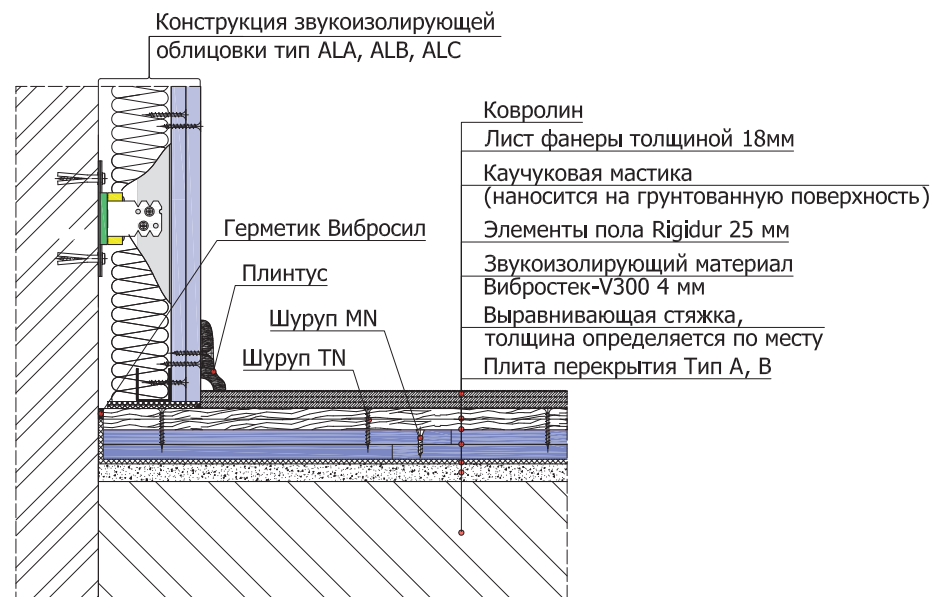 Конструкция звукоизолирующей
облицовки тип ALA, ALB, ALC
Ковролин
Лист фанеры толщиной 18мм
Каучуковая мастика
(наносится на грунтованную поверхность)
Элементы пола Rigidur 25 мм
Звукоизолирующий материал
Вибростек-V300 4 мм
Выравнивающая стяжка,
толщина определяется по месту
Плита перекрытия Тип А, В
Герметик Вибросил
Плинтус
Шуруп MN
Шуруп TN